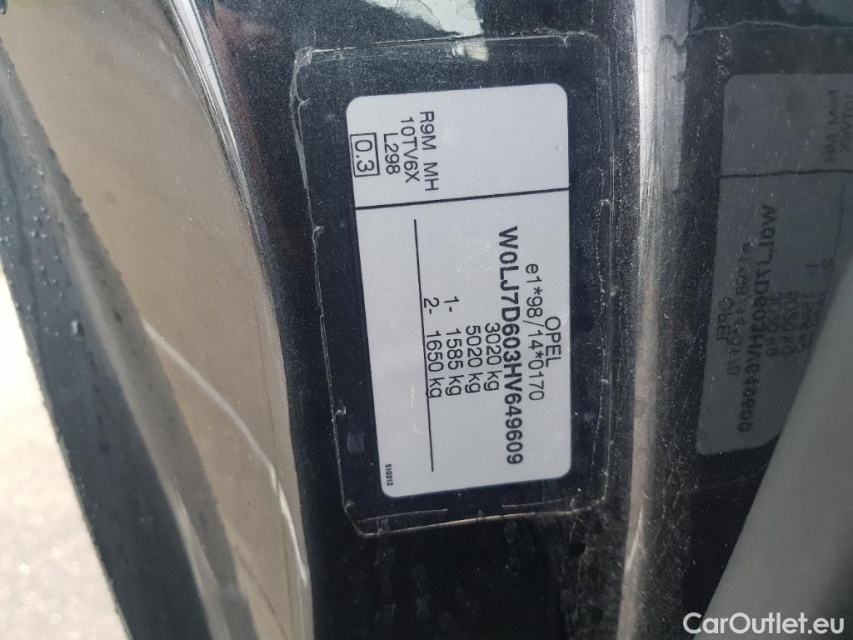 OPEL
e1*98/14*0170
W0LJ7D603HV649609
3020 kg
5020 kg
1- 1585 kg
2- 1650 kg
R9M MH
10TV6X
L298
0.3
CarOutlet.eu